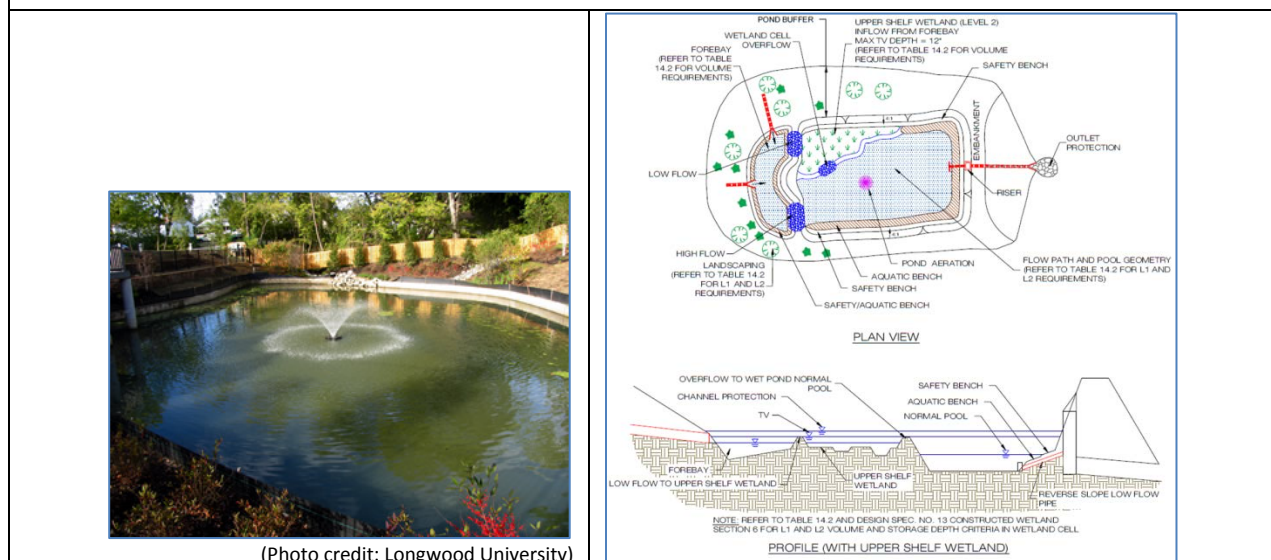 (Photo credit: Longwood University)
POND BUFFER
WETLAND CELL
OVERFLOW
FOREBAY
(REFER TO TABLE
14.2 FOR VOLUME
REQUIREMENTS)
UPPER SHELF WETLAND (LEVEL 2)
INFLOW FROM FOREBAY
MAX TV DEPTH = 12"
(REFER TO TABLE 14.2 FOR VOLUME
REQUIREMENTS)
SAFETY BENCH
EMBANKMENT
OUTLET
PROTECTION
LOW FLOW
RISER
HIGH FLOW
LANDSCAPING
(REFER TO TABLE 14.2
FOR L1 AND L2
REQUIREMENTS)
POND AERATION
AQUATIC BENCH
SAFETY BENCH
SAFETY/AQUATIC BENCH
FLOW PATH AND POOL GEOMETRY
(REFER TO TABLE 14.2 FOR L1 AND
L2 REQUIREMENTS)
PLAN VIEW
OVERFLOW TO WET POND NORMAL
POOL
CHANNEL PROTECTION
TV
SAFETY BENCH
AQUATIC BENCH
NORMAL POOL
FOREBAY
LOW FLOW TO UPPER SHELF WETLAND
UPPER SHELF
WETLAND
REVERSE SLOPE LOW FLOW
PIPE
NOTE: REFER TO TABLE 14.2 AND DESIGN SPEC. NO. 13 CONSTRUCTED WETLAND
SECTION 6 FOR L1 AND L2 VOLUME AND STORAGE DEPTH CRITERIA IN WETLAND CELL
PROFILE (WITH UPPER SHELF WETLAND)